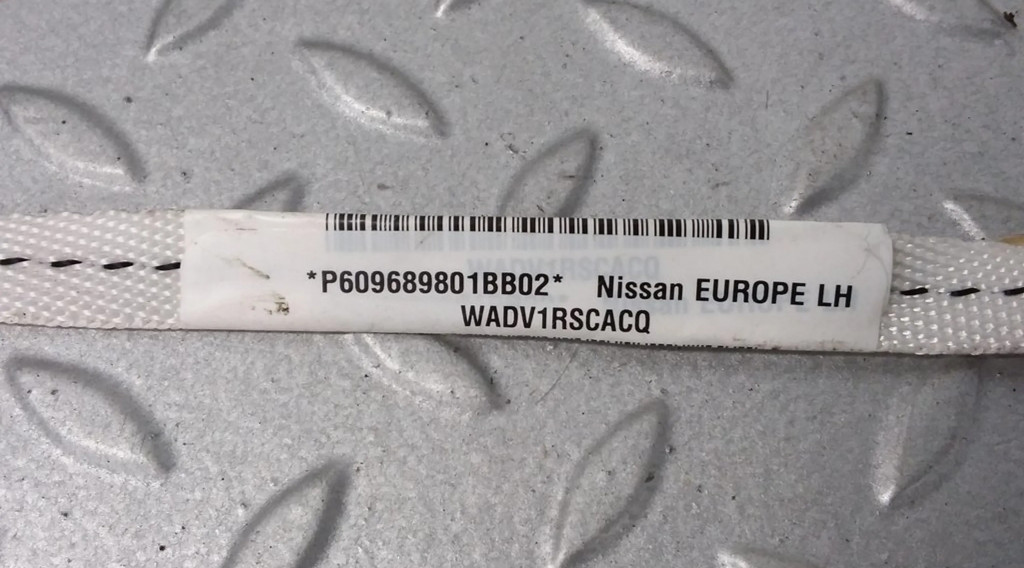 *P609689801BB02* Nissan EUROPE LH
WADV1RSCACQ